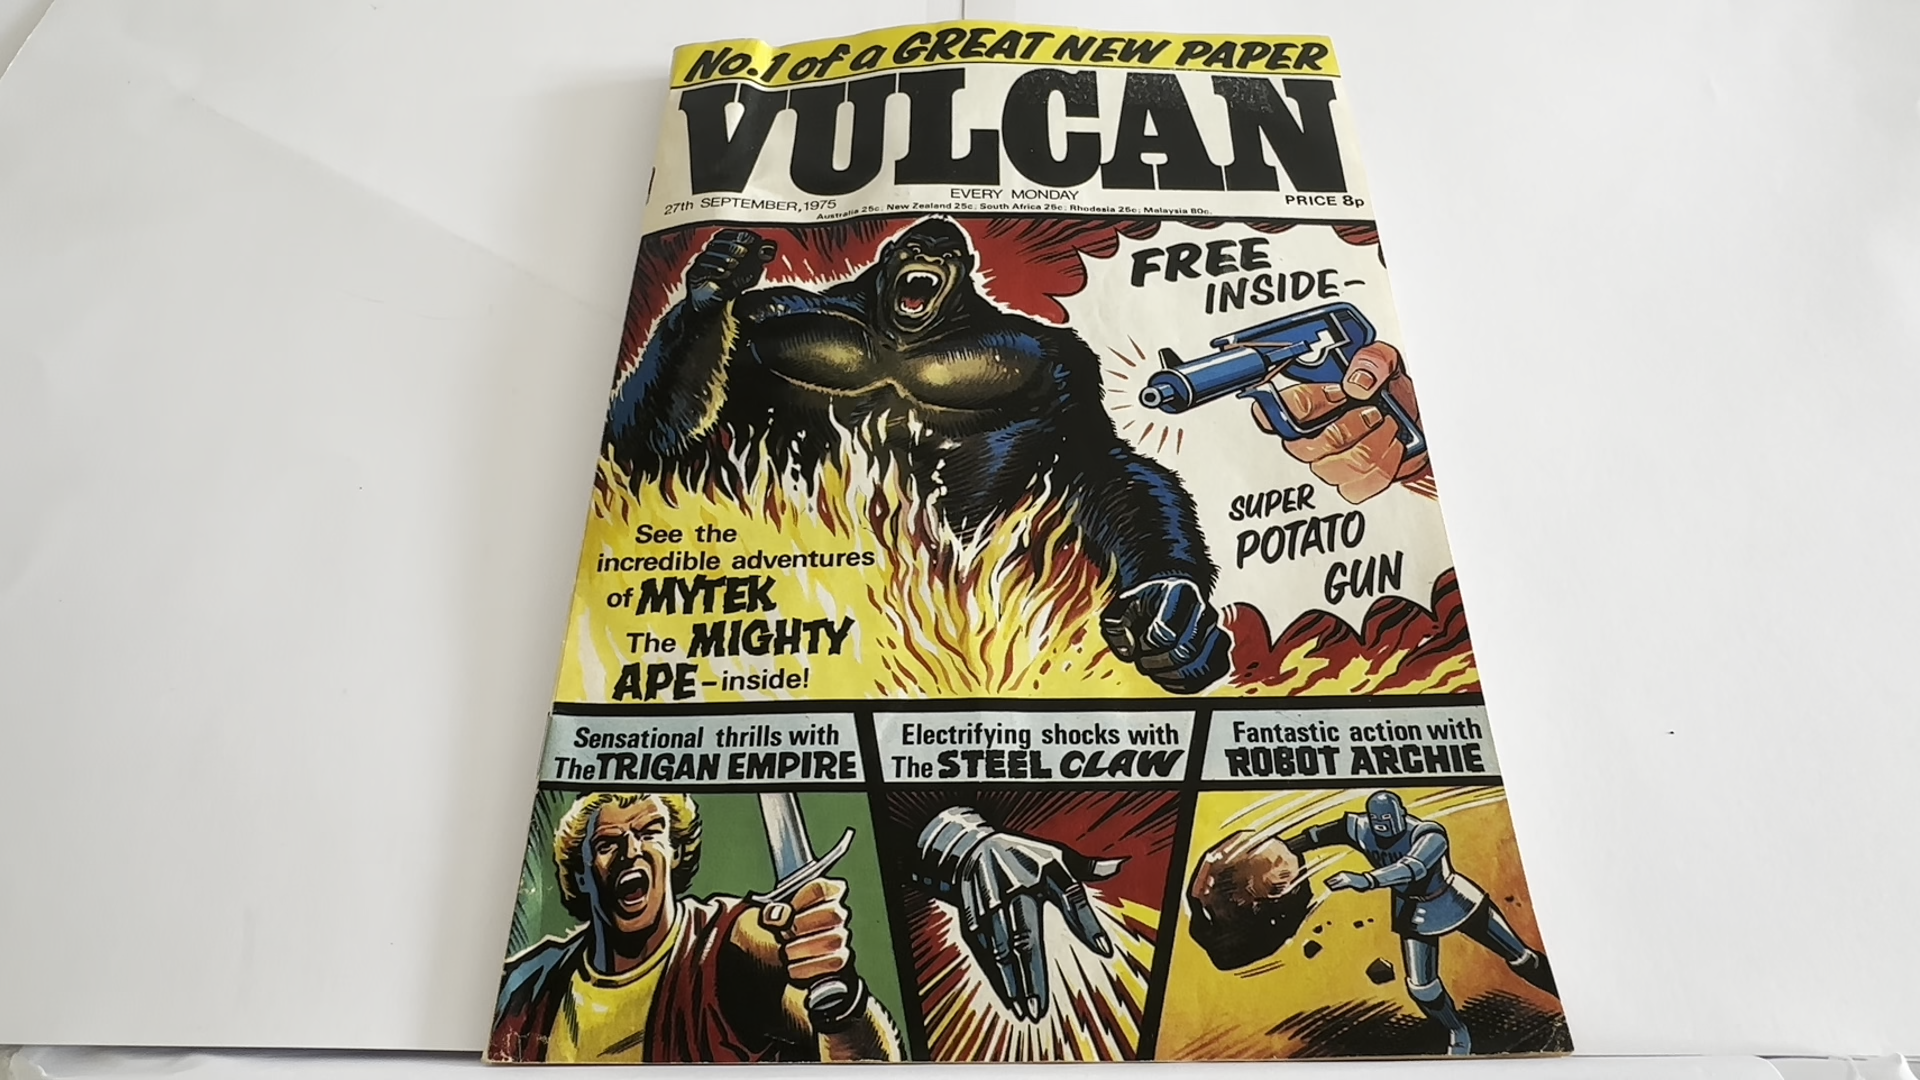 No.1 of a GREAT NEW PAPER
VULCAN
27th SEPTEMBER, 1975
EVERY MONDAY
PRICE 8p
Australia 25c; New Zealand 25c; South Africa 25c; Rhodesia 25c; Malaysia 80c.
FREE
INSIDE-
SUPER
POTATO
GUN
See the
incredible adventures
of MYTEK
The MIGHTY
APE - inside!
Sensational thrills with
The TRIGAN EMPIRE
Electrifying shocks with
The STEEL CLAW
Fantastic action with
ROBOT ARCHIE